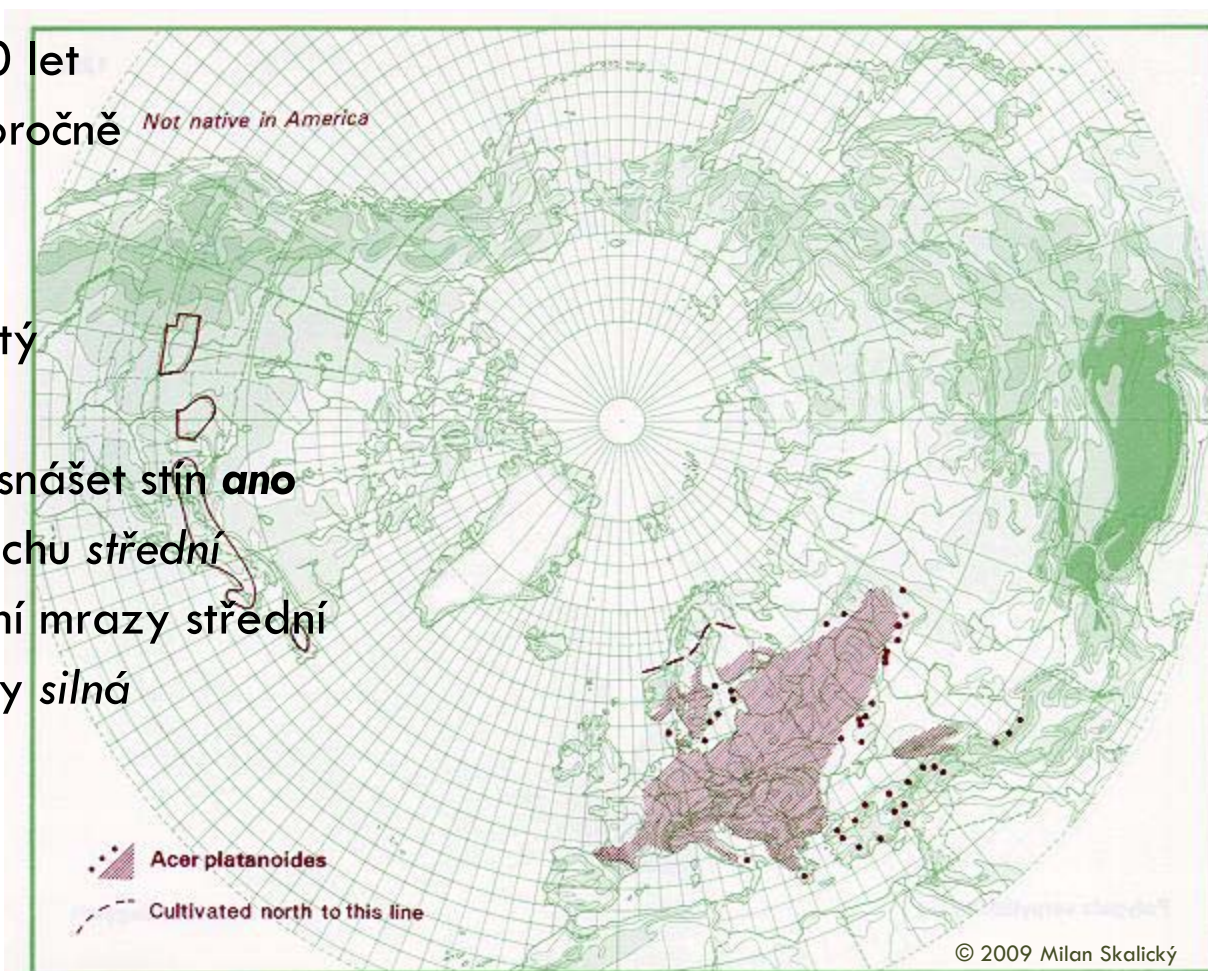 0 let
oročně
Not native in America
tý
snášet stín ano
chu střední
ní mrazy střední
y silná
Acer platanoides
Cultivated north to this line
© 2009 Milan Skalický